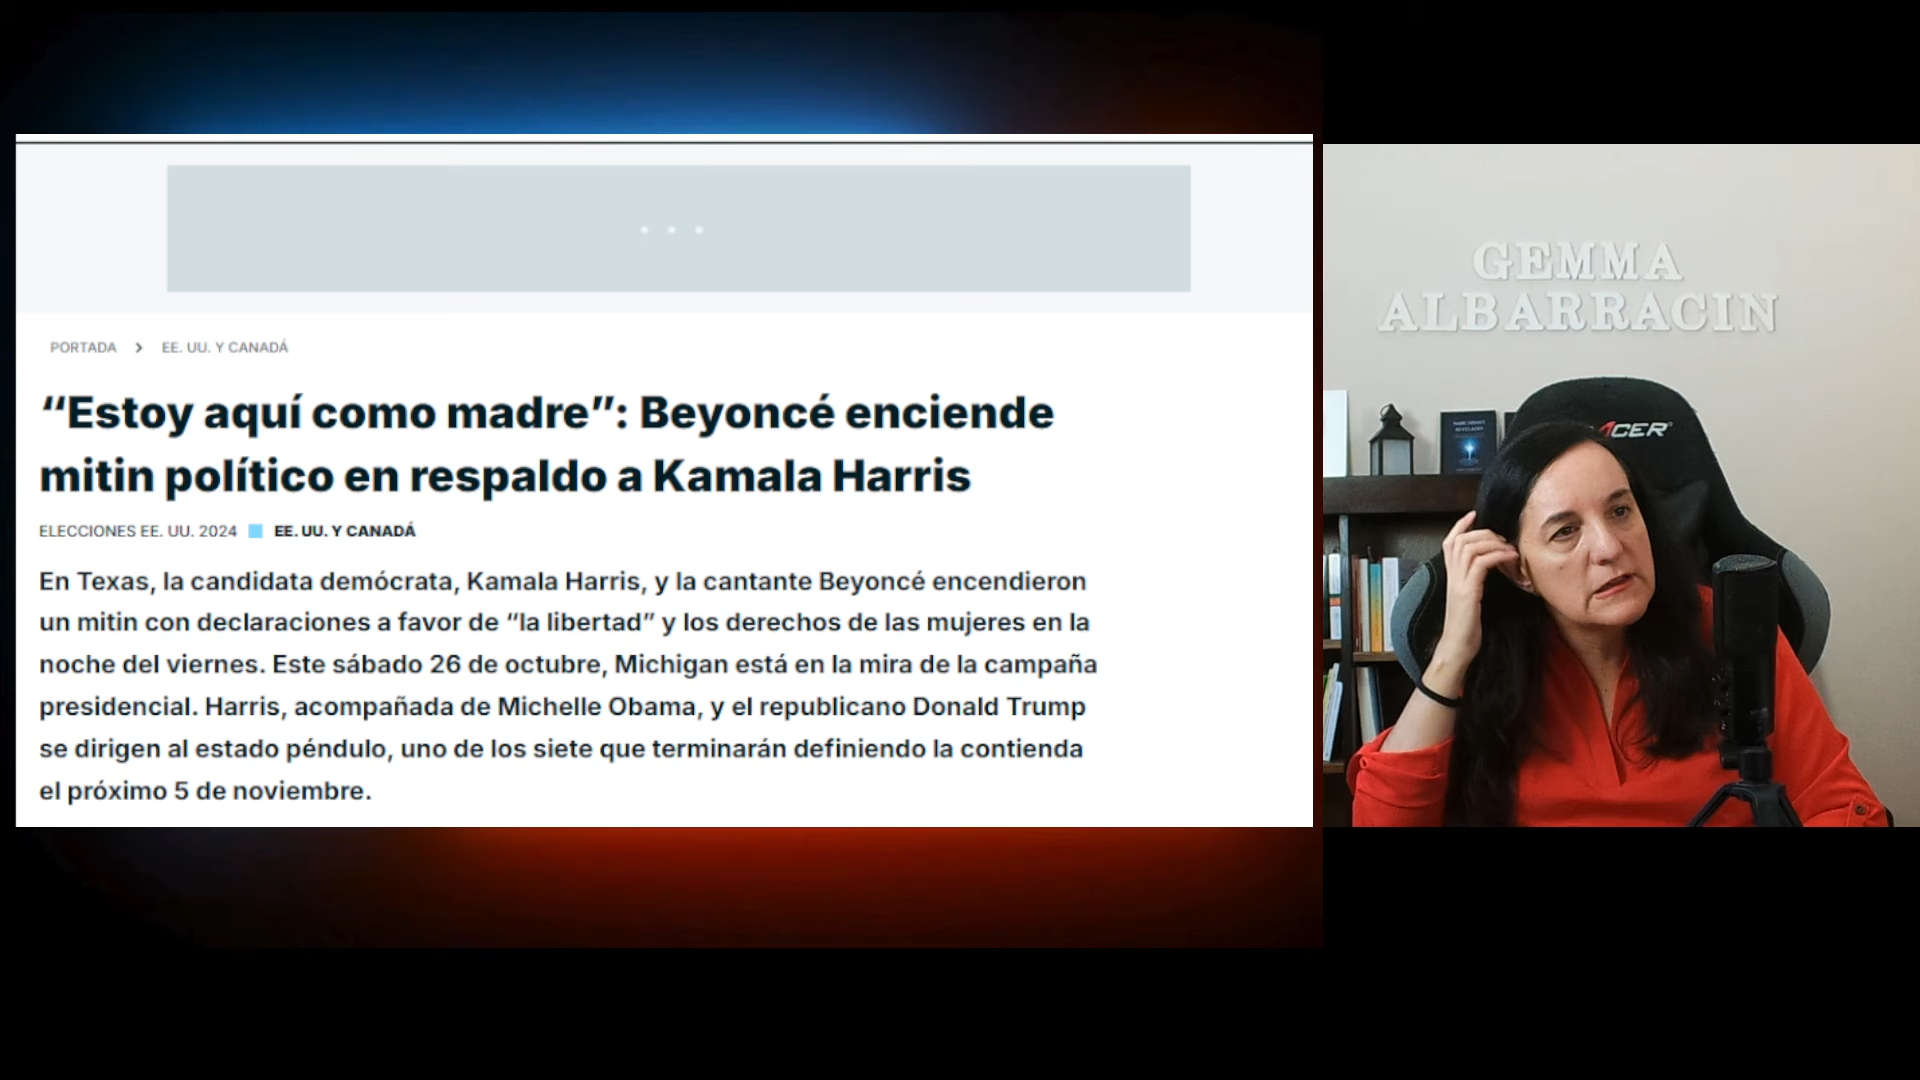 PORTADA > EE. UU. Y CANADÁ
“Estoy aquí como madre”: Beyoncé enciende
mitin político en respaldo a Kamala Harris
ELECCIONES EE. UU. 2024 EE. UU. Y CANADÁ
En Texas, la candidata demócrata, Kamala Harris, y la cantante Beyoncé encendieron
un mitin con declaraciones a favor de “la libertad” y los derechos de las mujeres en la
noche del viernes. Este sábado 26 de octubre, Michigan está en la mira de la campaña
presidencial. Harris, acompañada de Michelle Obama, y el republicano Donald Trump
se dirigen al estado péndulo, uno de los siete que terminarán definiendo la contienda
el próximo 5 de noviembre.
GEMMA
ALBARRACIN